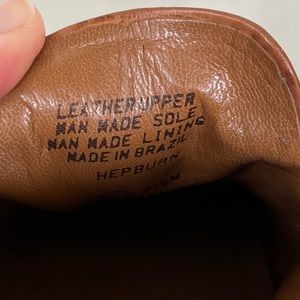 LEATHER UPPER
MAN MADE SOLE
MAN MADE LINING
MADE IN BRAZIL
HEPBURN